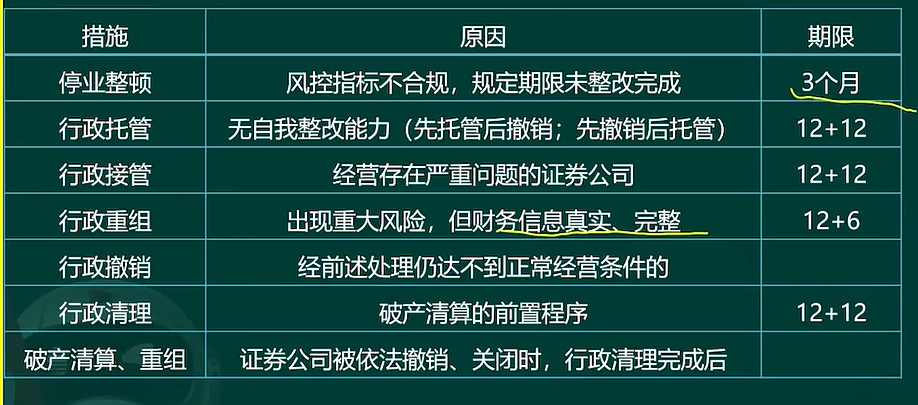 措施 原因 期限
停业整顿 风控指标不合规，规定期限未整改完成 3个月
行政托管 无自我整改能力（先托管后撤销；先撤销后托管） 12+12
行政接管 经营存在严重问题的证券公司 12+12
行政重组 出现重大风险，但财务信息真实、完整 12+6
行政撤销 经前述处理仍达不到正常经营条件的
行政清理 破产清算的前置程序 12+12
破产清算、重组 证券公司被依法撤销、关闭时，行政清理完成后